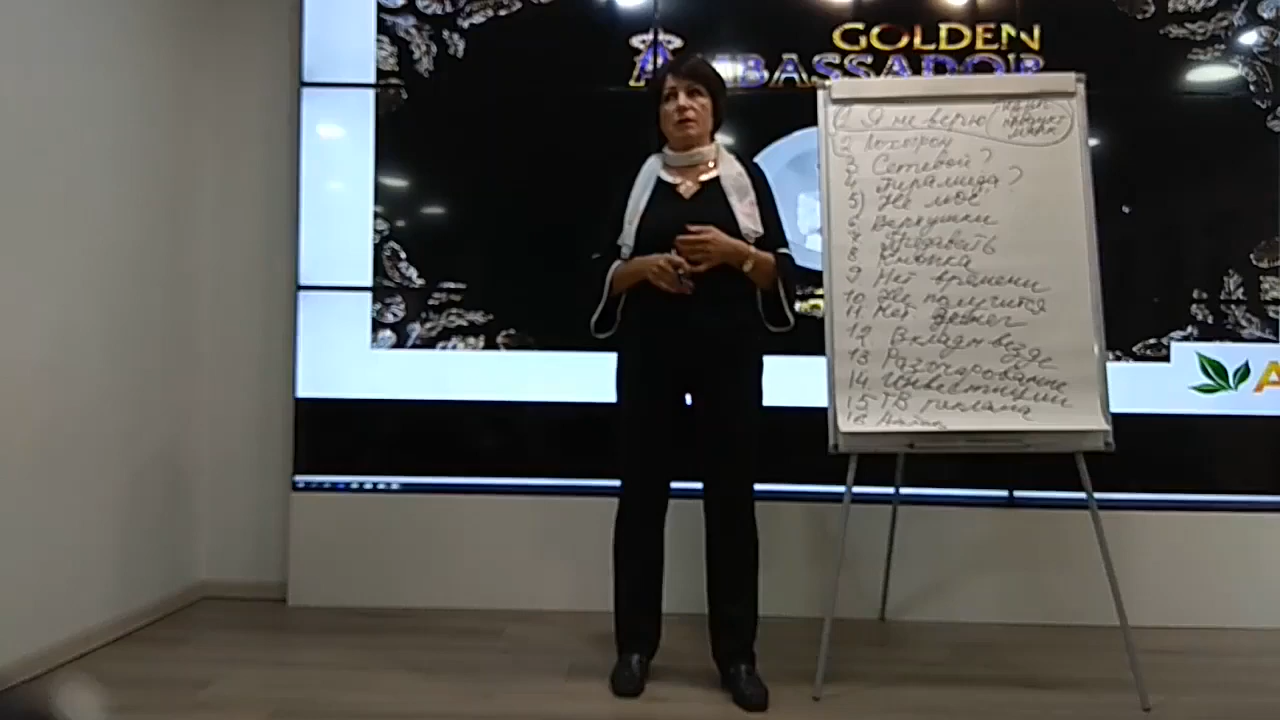 GOLDEN
AMBASSADOR
1 Я не верю
2 Лохотрон
3 Сетевой?
4 Пирамида?
5) Не моё
6 Верхушки
7 Продавать
8 Кнопка
9 Нет времени
10 Не получится
11. Нет денег
12 Вклады везде
13 Разочарование
14 Инвестиции
15 ТВ реклама
16
A